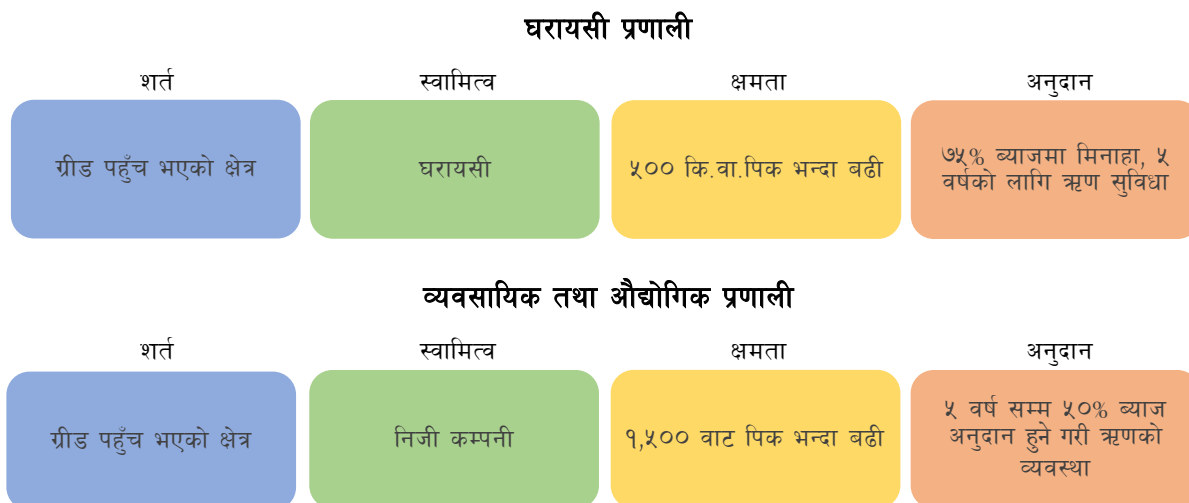 घरायसी प्रणाली
शर्त
स्वामित्व
क्षमता
अनुदान
ग्रीड पहुँच भएको क्षेत्र
घरायसी
५०० कि.वा.पिक भन्दा बढी
७५% ब्याजमा मिनाहा, ५
वर्षको लागि ऋण सुविधा
व्यवसायिक तथा औद्योगिक प्रणाली
शर्त
स्वामित्व
क्षमता
अनुदान
ग्रीड पहुँच भएको क्षेत्र
निजी कम्पनी
१,५०० वाट पिक भन्दा बढी
५ वर्ष सम्म ५०% ब्याज
अनुदान हुने गरी ऋणको
व्यवस्था